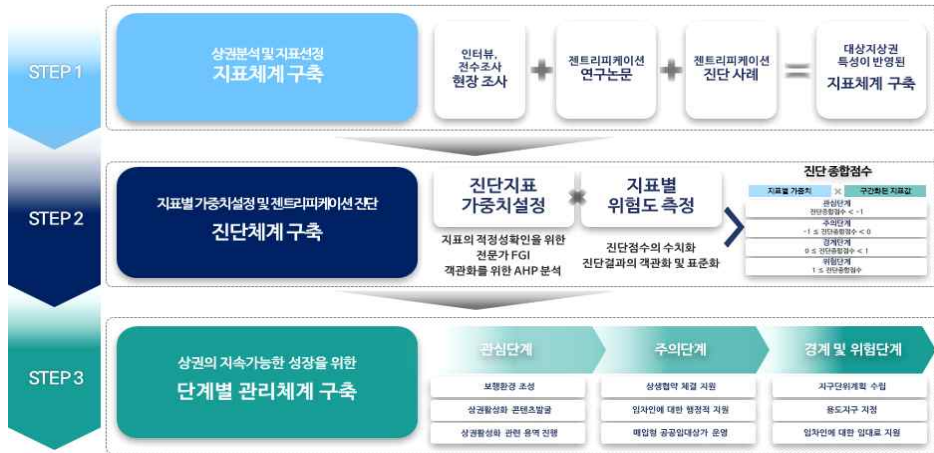 STEP 1
상권분석 및 지표선정
지표체계 구축
인터뷰,
전수조사
현장 조사
+
젠트리피케이션
연구논문
+
젠트리피케이션
진단 사례
=
대상지상권
특성이 반영된
지표체계 구축
STEP 2
지표별 가중치설정 및 젠트리피케이션 진단
진단체계 구축
진단지표
가중치설정
×
지표별
위험도 측정
지표의 적정성확인을 위한
전문가 FGI
객관화를 위한 AHP 분석
진단점수의 수치화
진단결과의 객관화 및 표준화
진단 종합점수
지표별 가중치 × 구간화된 지표값
관심단계
진단종합점수 < -1
주의단계
-1 ≤ 진단종합점수 < 0
경계단계
0 ≤ 진단종합점수 < 1
위험단계
1 ≤ 진단종합점수
STEP 3
상권의 지속가능한 성장을 위한
단계별 관리체계 구축
관심단계
보행환경 조성
상권활성화 콘텐츠발굴
상권활성화 관련 용역 진행
주의단계
상생협약 체결 지원
임차인에 대한 행정적 지원
매입형 공공임대상가 운영
경계 및 위험단계
지구단위계획 수립
용도지구 지정
임차인에 대한 임대료 지원